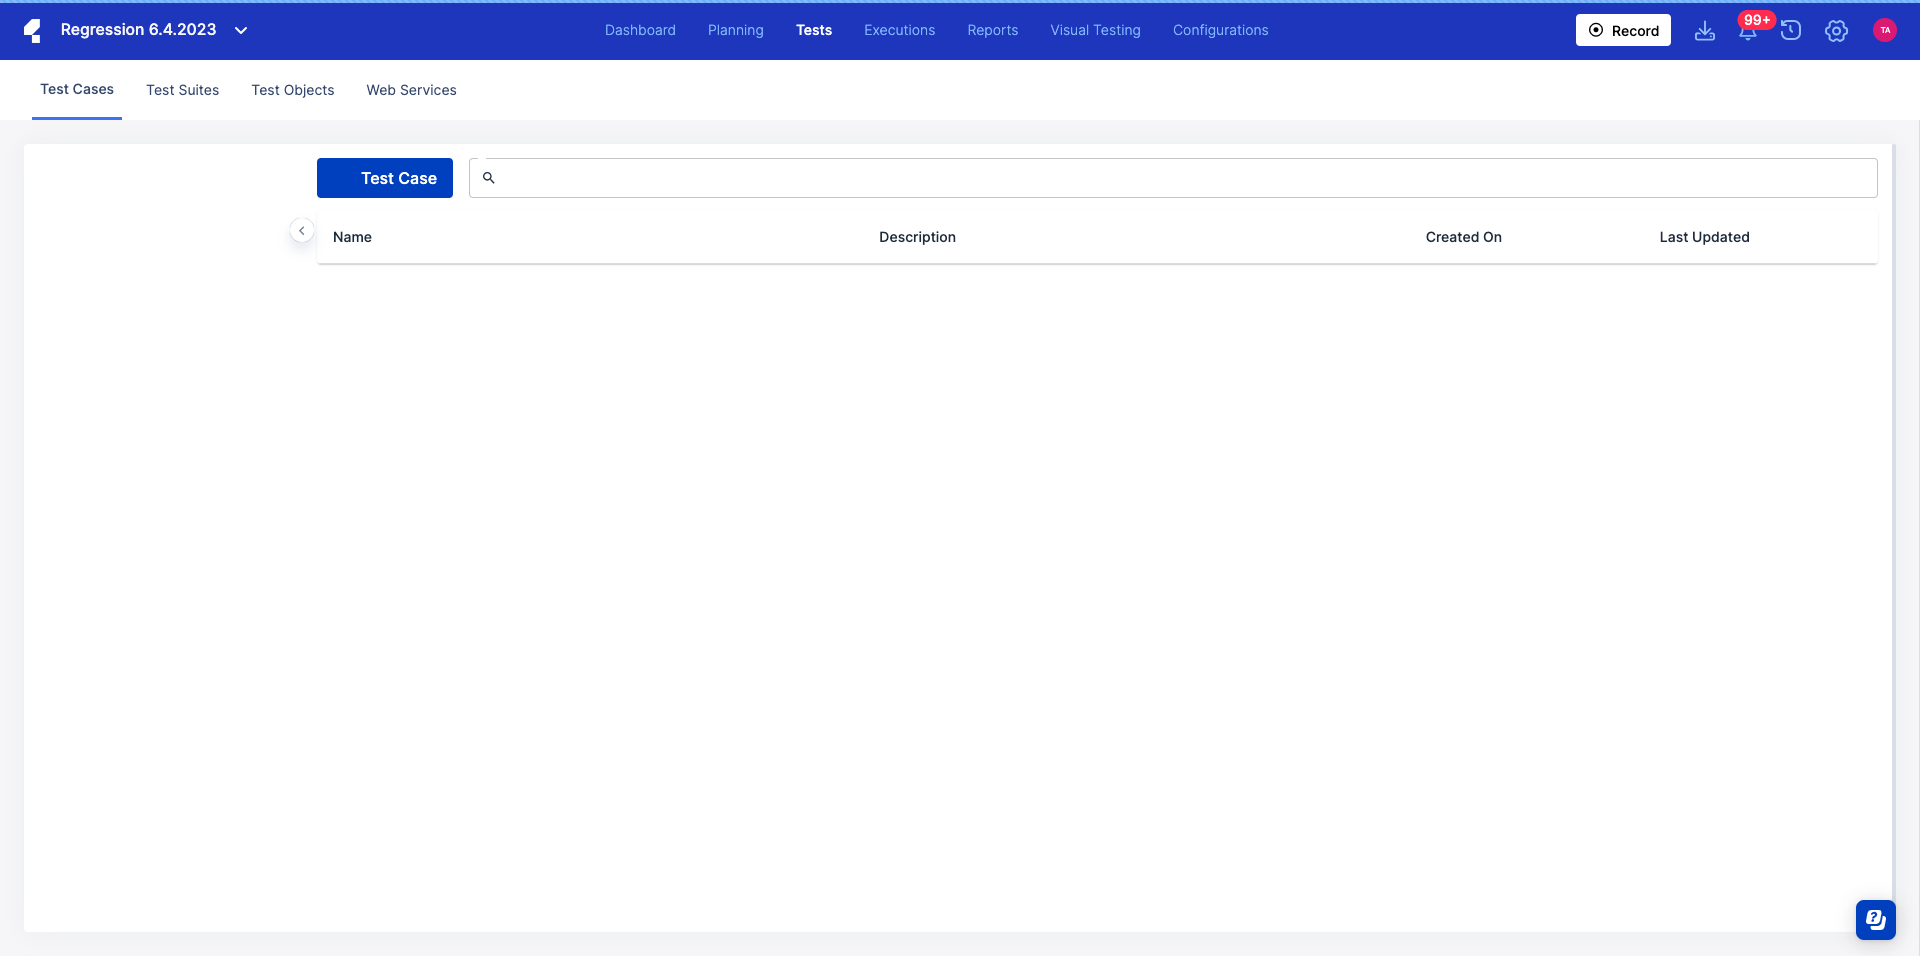 Regression 6.4.2023
Dashboard Planning Tests Executions Reports Visual Testing Configurations
Record
99+
TA
Test Cases Test Suites Test Objects Web Services
Test Case
Name Description Created On Last Updated
?